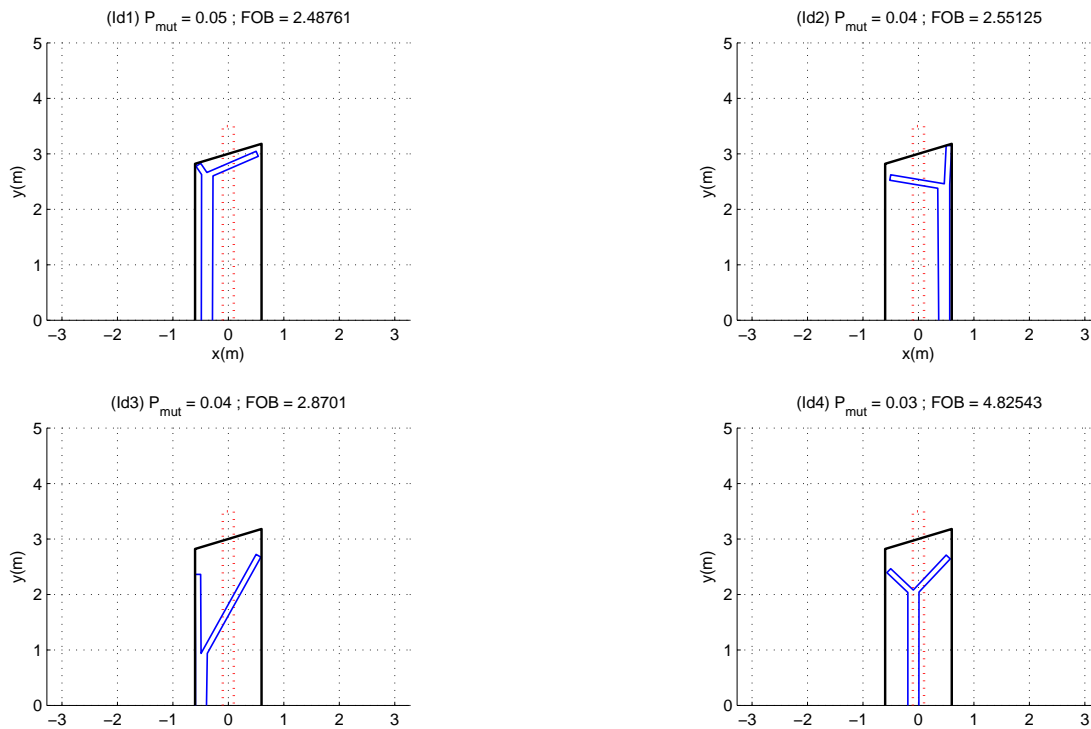 (Id1) P_mut = 0.05 ; FOB = 2.48761
5
4
3
2
1
0
y(m)
−3 −2 −1 0 1 2 3
x(m)
(Id2) P_mut = 0.04 ; FOB = 2.55125
5
4
3
2
1
0
y(m)
−3 −2 −1 0 1 2 3
x(m)
(Id3) P_mut = 0.04 ; FOB = 2.8701
5
4
3
2
1
0
y(m)
−3 −2 −1 0 1 2 3
(Id4) P_mut = 0.03 ; FOB = 4.82543
5
4
3
2
1
0
y(m)
−3 −2 −1 0 1 2 3